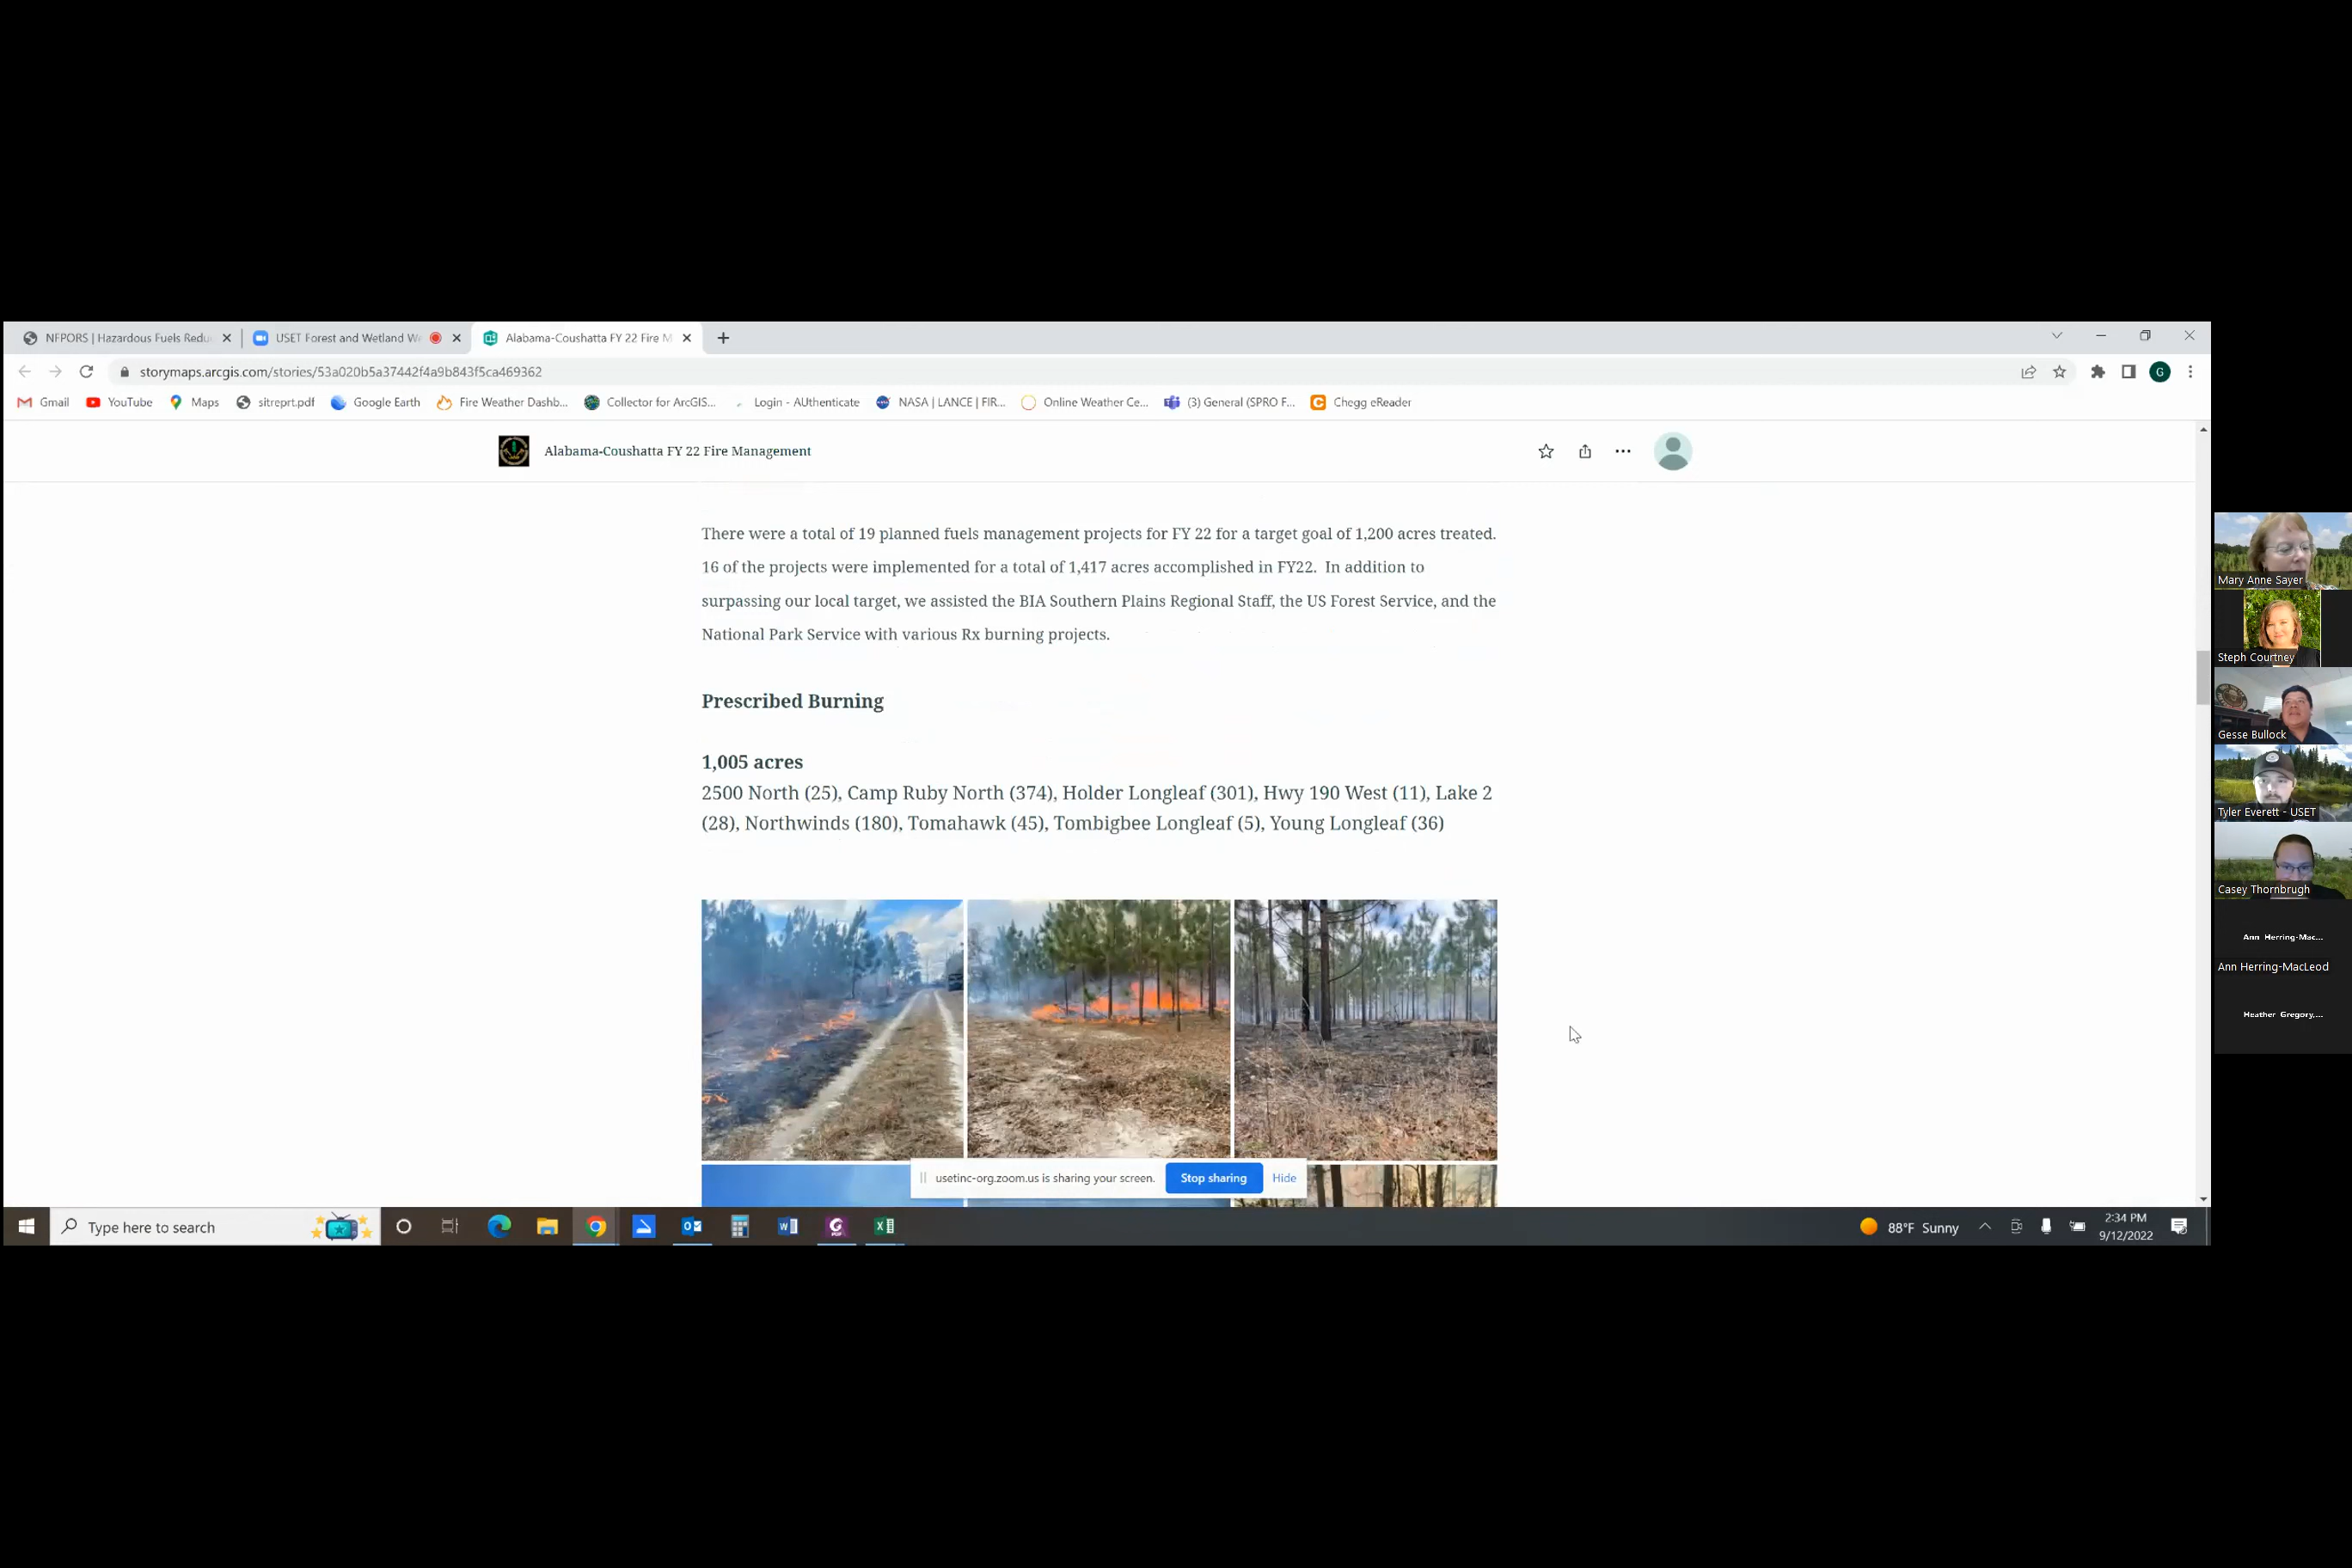 NFPORS | Hazardous Fuels Redu
USET Forest and Wetland W
Alabama-Coushatta FY 22 Fire M
storymaps.arcgis.com/stories/53a020b5a37442f4a9b843f5ca469362
G
Gmail YouTube Maps sitreprt.pdf Google Earth Fire Weather Dashb... Collector for ArcGIS... Login - AUthenticate NASA | LANCE | FIR... Online Weather Ce... (3) General (SPRO F... Chegg eReader
Alabama-Coushatta FY 22 Fire Management
There were a total of 19 planned fuels management projects for FY 22 for a target goal of 1,200 acres treated.
16 of the projects were implemented for a total of 1,417 acres accomplished in FY22. In addition to
surpassing our local target, we assisted the BIA Southern Plains Regional Staff, the US Forest Service, and the
National Park Service with various Rx burning projects.
Prescribed Burning
1,005 acres
2500 North (25), Camp Ruby North (374), Holder Longleaf (301), Hwy 190 West (11), Lake 2
(28), Northwinds (180), Tomahawk (45), Tombigbee Longleaf (5), Young Longleaf (36)
usetinc-org.zoom.us is sharing your screen. Stop sharing Hide
Type here to search
88°F Sunny
2:34 PM
9/12/2022
Mary Anne Sayer
Steph Courtney
Gesse Bullock
Tyler Everett - USET
Casey Thornbrugh
Ann Herring-Mac...
Ann Herring-MacLeod
Heather Gregory,...